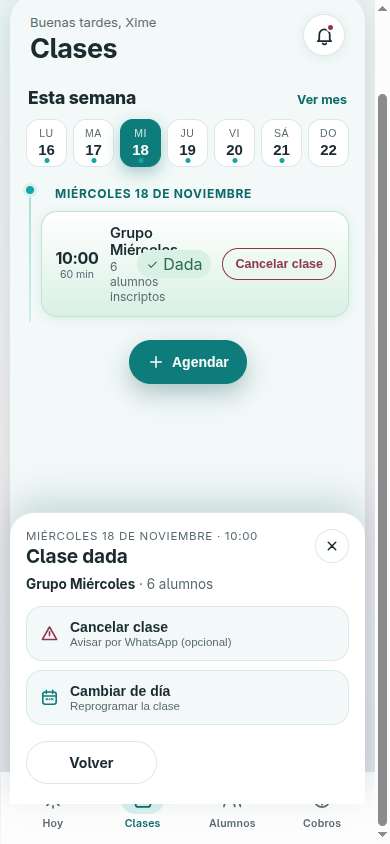 Buenas tardes, Xime
Clases
Esta semana
Ver mes
LU MA MI JU VI SÁ DO
16 17 18 19 20 21 22
MIÉRCOLES 18 DE NOVIEMBRE
10:00
60 min
Grupo
Miércoles
6
alumnos
inscriptos
Dada
Cancelar clase
Agendar
MIÉRCOLES 18 DE NOVIEMBRE · 10:00
Clase dada
Grupo Miércoles · 6 alumnos
Cancelar clase
Avisar por WhatsApp (opcional)
Cambiar de día
Reprogramar la clase
Volver
Hoy Clases Alumnos Cobros